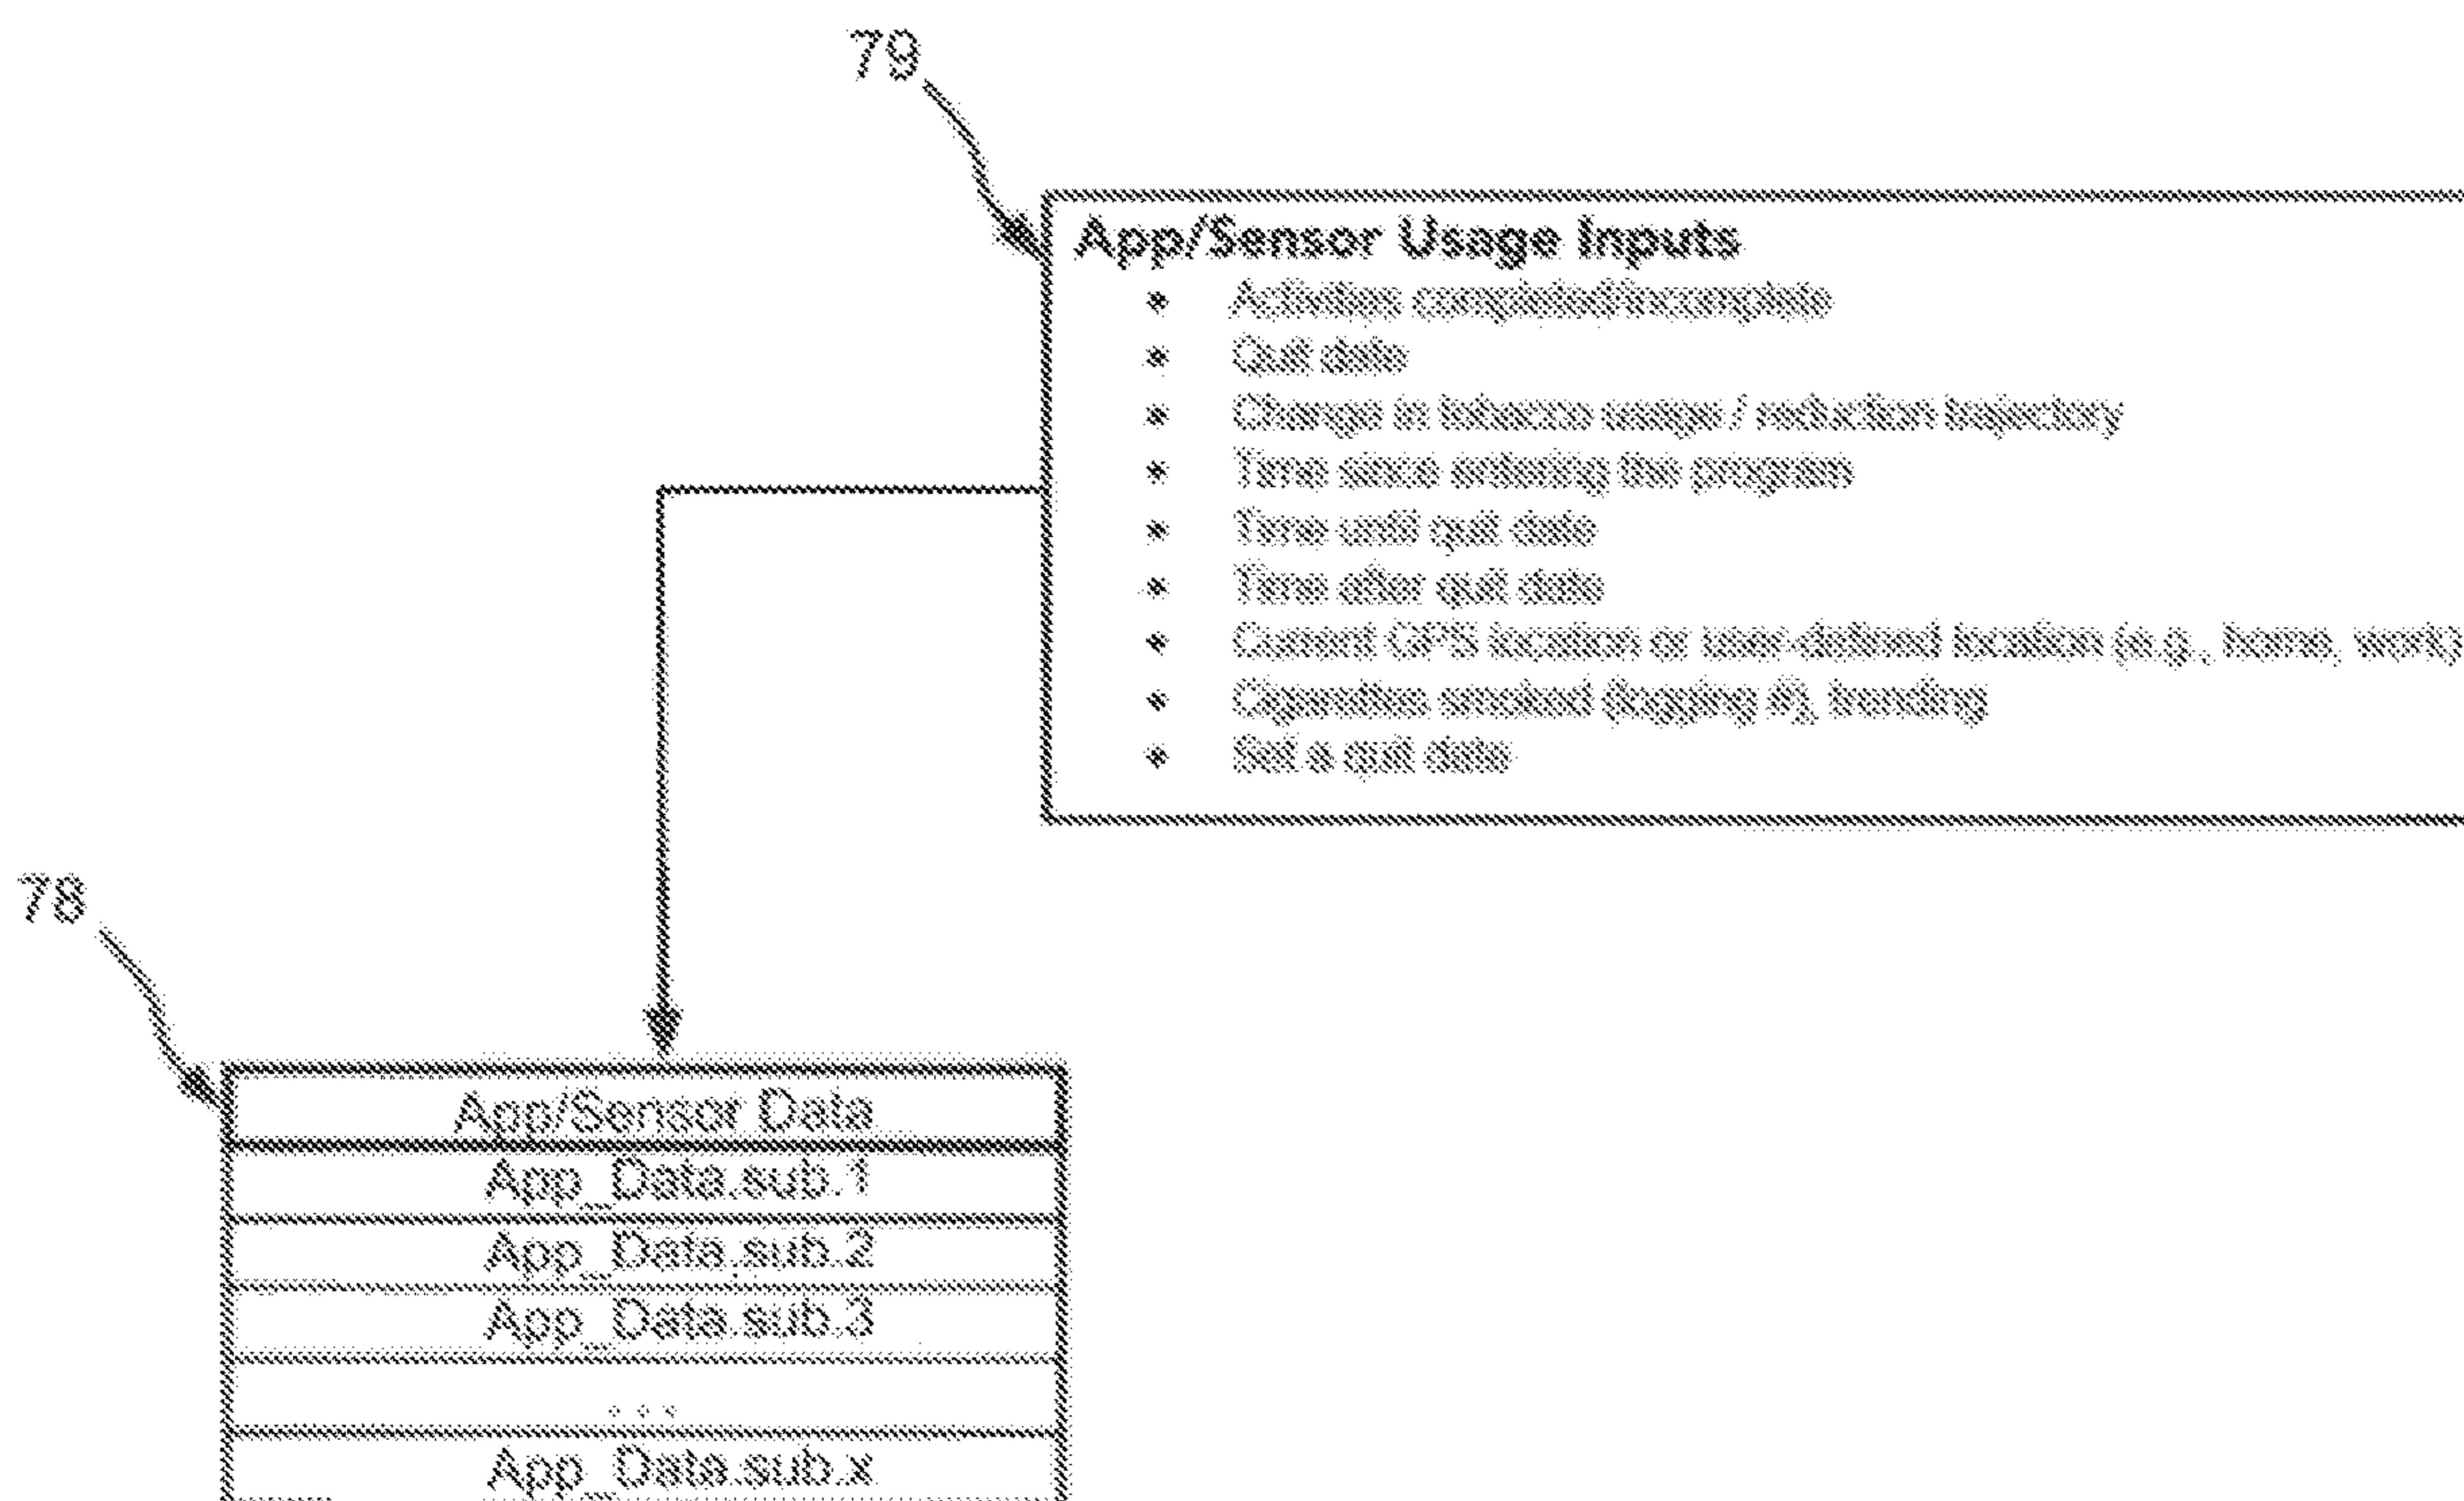 79
App/Sensor Usage Inputs
• Activities completed/incomplete
• Quit date
• Change in tobacco usage / reduction trajectory
• Time since entering the program
• Time until quit date
• Time after quit date
• Current GPS location or user-defined location (e.g., home, work)
• Cigarettes smoked (logging #), trending
• Set a quit date
78
App/Sensor Data
App_Data.sub.1
App_Data.sub.2
App_Data.sub.3
...
App_Data.sub.x